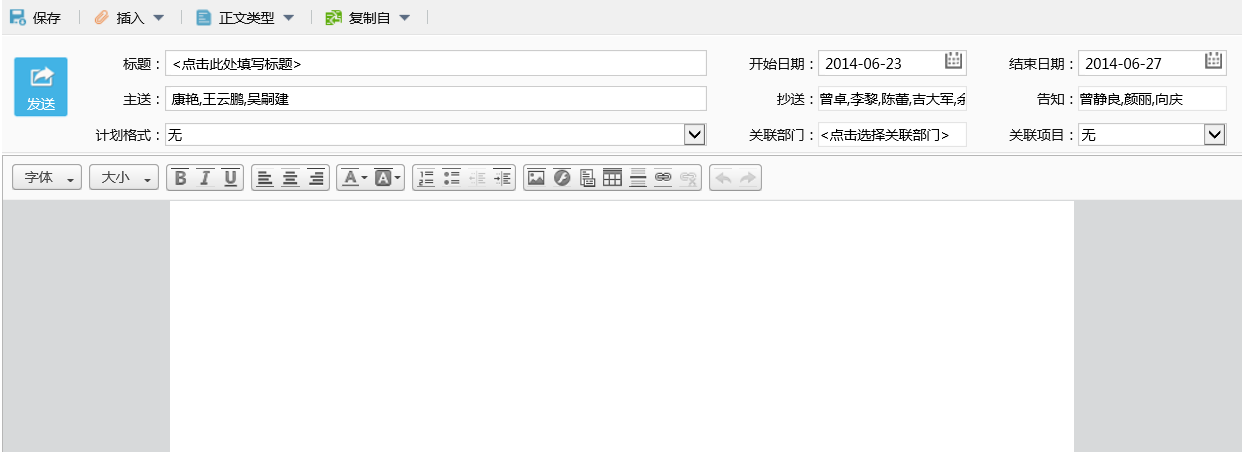 保存 插入 正文类型 复制自
标题： <点击此处填写标题> 开始日期： 2014-06-23 结束日期： 2014-06-27
发送
主送： 康艳,王云鹏,吴嗣建 抄送： 曾卓,李黎,陈蕾,吉大军, 告知： 曾静良,颜丽,向庆
计划格式： 无 关联部门： <点击选择关联部门> 关联项目： 无
字体 大小 B I U A A